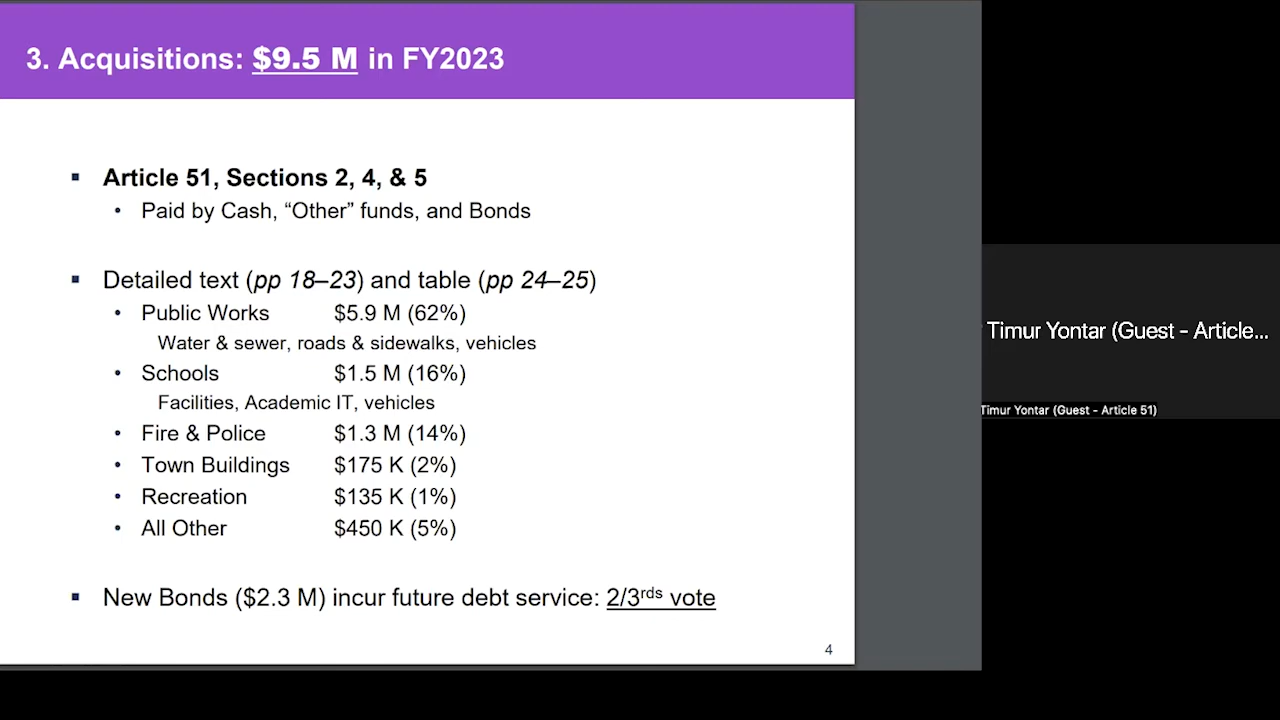 3. Acquisitions: $9.5 M in FY2023
▪ Article 51, Sections 2, 4, & 5
• Paid by Cash, “Other” funds, and Bonds
▪ Detailed text (pp 18–23) and table (pp 24–25)
• Public Works $5.9 M (62%)
Water & sewer, roads & sidewalks, vehicles
• Schools $1.5 M (16%)
Facilities, Academic IT, vehicles
• Fire & Police $1.3 M (14%)
• Town Buildings $175 K (2%)
• Recreation $135 K (1%)
• All Other $450 K (5%)
▪ New Bonds ($2.3 M) incur future debt service: 2/3rds vote
4
Timur Yontar (Guest - Article...
Timur Yontar (Guest - Article 51)